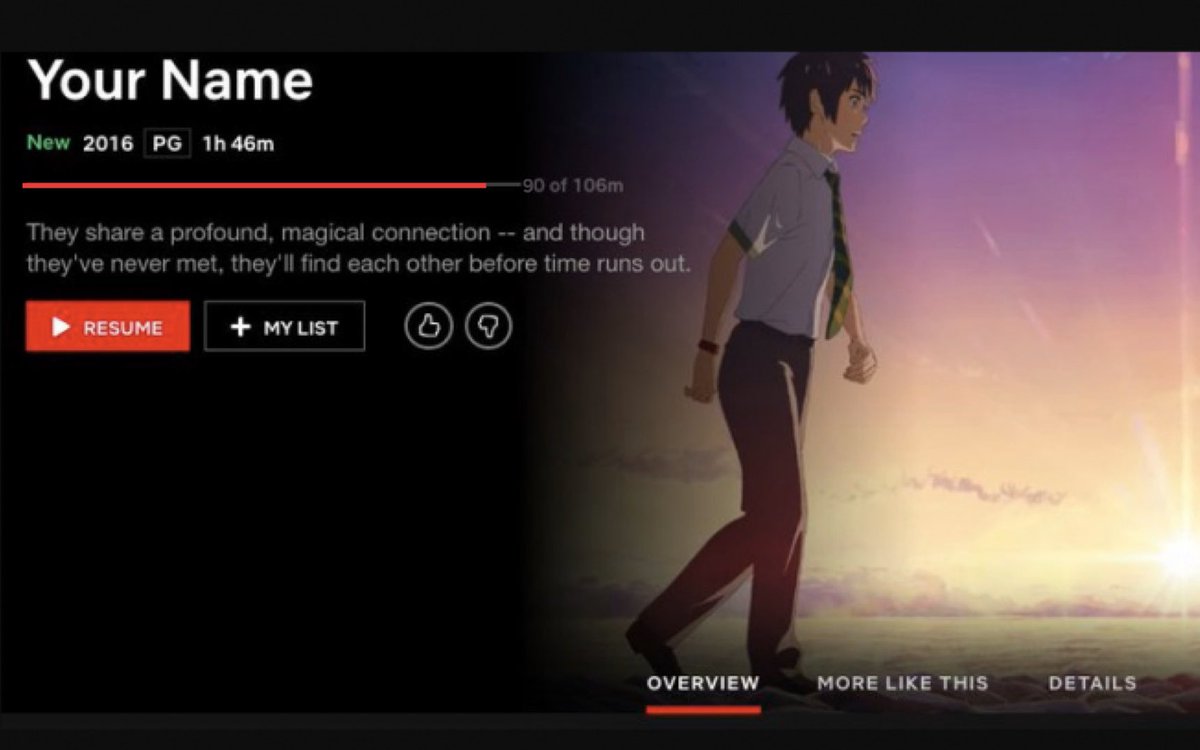 Your Name
New 2016 PG 1h 46m
90 of 106m
They share a profound, magical connection -- and though
they've never met, they'll find each other before time runs out.
RESUME MY LIST
OVERVIEW MORE LIKE THIS DETAILS